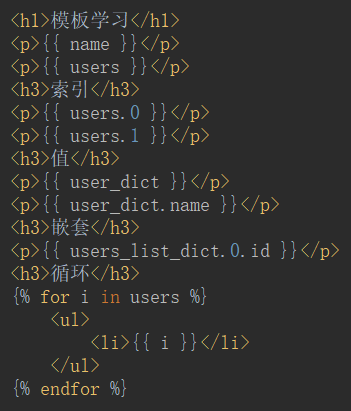 <h1>模板学习</h1>
<p>{{ name }}</p>
<p>{{ users }}</p>
<h3>索引</h3>
<p>{{ users.0 }}</p>
<p>{{ users.1 }}</p>
<h3>值</h3>
<p>{{ user_dict }}</p>
<p>{{ user_dict.name }}</p>
<h3>嵌套</h3>
<p>{{ users_list_dict.0.id }}</p>
<h3>循环</h3>
{% for i in users %}
    <ul>
        <li>{{ i }}</li>
    </ul>
{% endfor %}